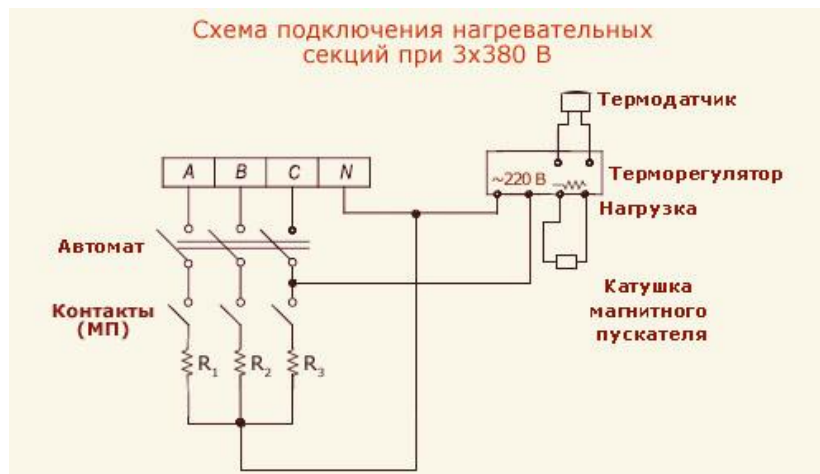 Схема подключения нагревательных
секций при 3х380 В
Термодатчик
A B C N
~220 В
Терморегулятор
Нагрузка
Автомат
Контакты
(МП)
Катушка
магнитного
пускателя
R1 R2 R3